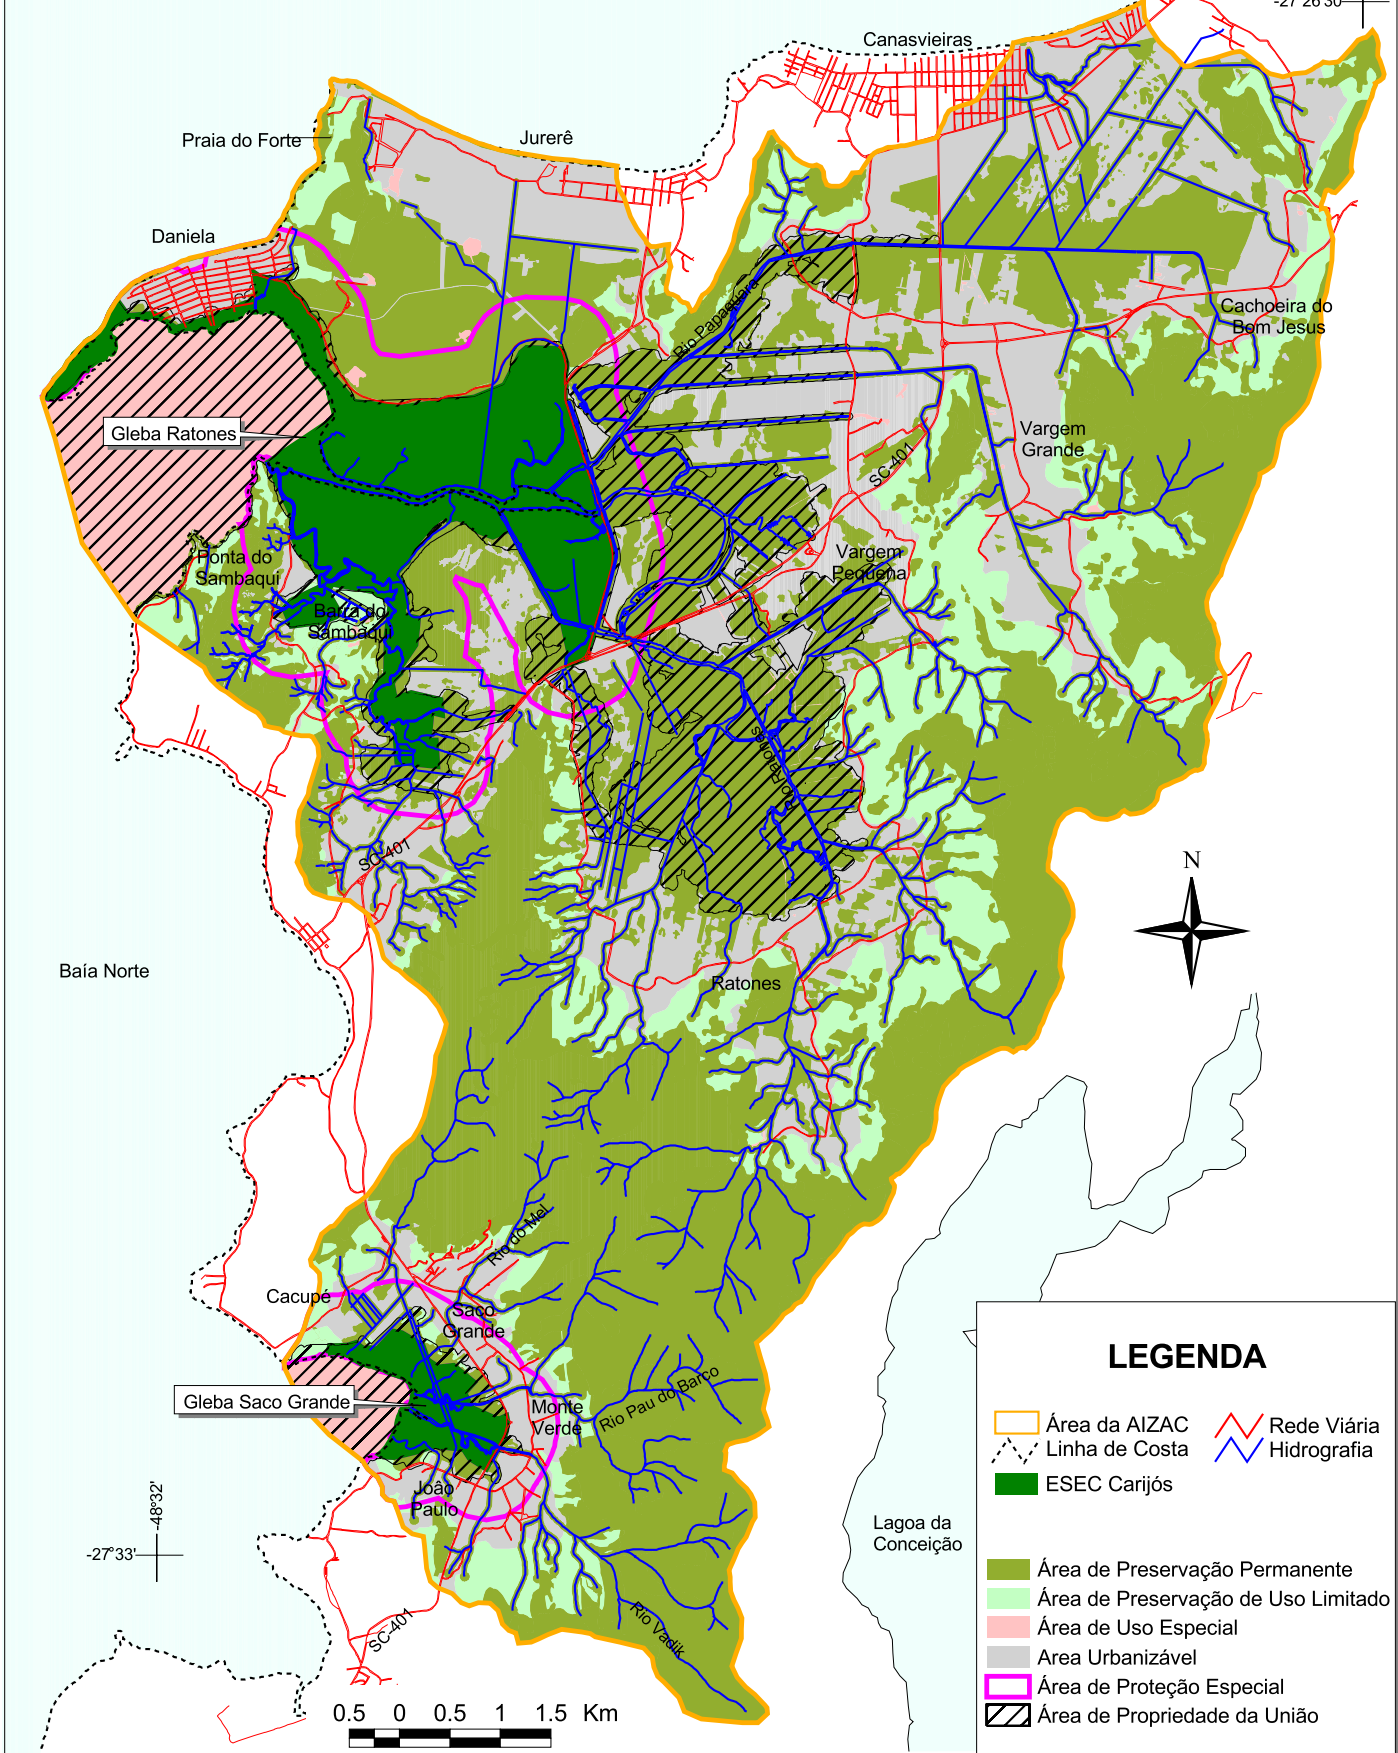 -27°26'30
Canasvieiras
Praia do Forte
Jurerê
Daniela
Rio Papaquara
Cachoeira do
Bom Jesus
Gleba Ratones
Vargem
Grande
SC-401
Ponta do
Sambaqui
Vargem
Pequena
Barra do
Sambaqui
Rio Ratones
SC-401
N
Baía Norte
Ratones
Rio do Mel
Cacupé
Saco
Grande
Gleba Saco Grande
Rio Pau do Barco
Monte
Verde
João
Paulo
-48°32'
-27°33'
Lagoa da
Conceição
SC-401
Rio Vadik
0.5 0 0.5 1 1.5 Km
LEGENDA
Área da AIZAC
Linha de Costa
ESEC Carijós
Rede Viária
Hidrografia
Área de Preservação Permanente
Área de Preservação de Uso Limitado
Área de Uso Especial
Area Urbanizável
Área de Proteção Especial
Área de Propriedade da União